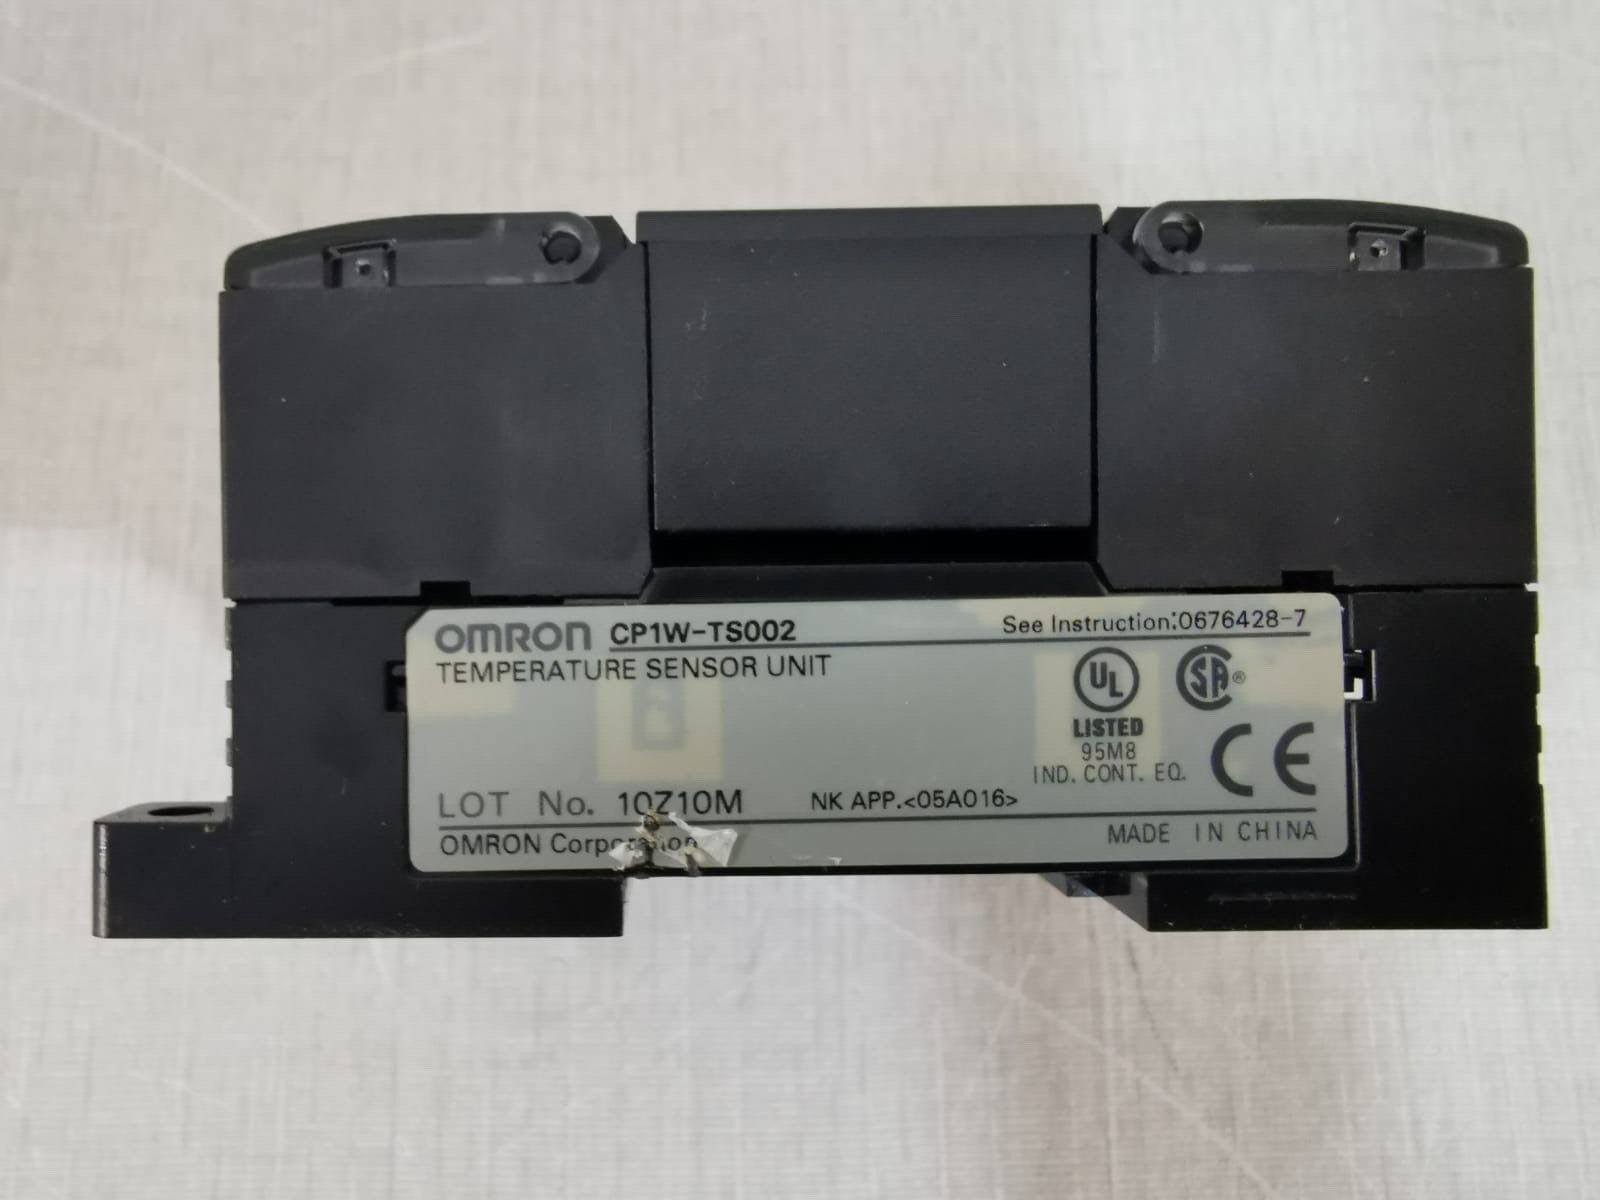 OMRON CP1W-TS002 See Instruction:0676428-7
TEMPERATURE SENSOR UNIT
UL SA®
LISTED
95M8
IND. CONT. EQ.
CE
LOT No. 10Z10M NK APP.<05A016>
OMRON Corporation MADE IN CHINA